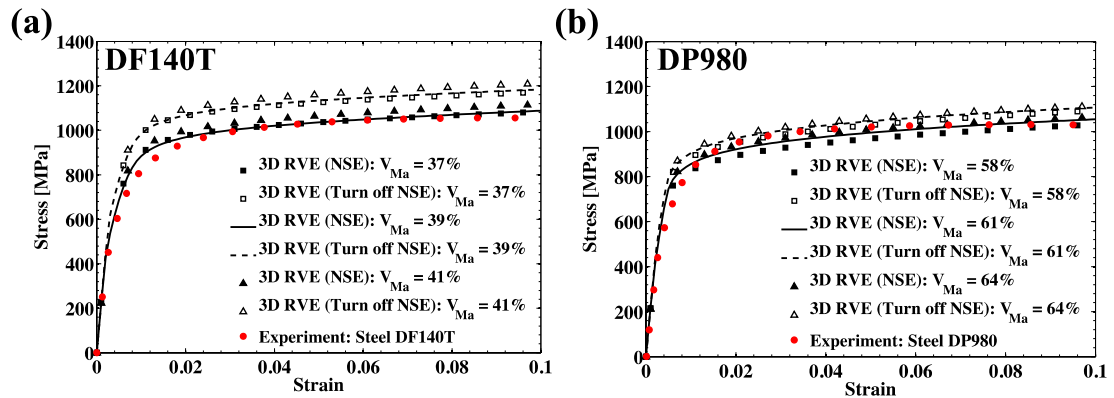 (a)
DF140T
Stress [MPa]
1400
1200
1000
800
600
400
200
0
3D RVE (NSE): V_Ma = 37%
3D RVE (Turn off NSE): V_Ma = 37%
3D RVE (NSE): V_Ma = 39%
3D RVE (Turn off NSE): V_Ma = 39%
3D RVE (NSE): V_Ma = 41%
3D RVE (Turn off NSE): V_Ma = 41%
Experiment: Steel DF140T
0 0.02 0.04 0.06 0.08 0.1
Strain
(b)
DP980
Stress [MPa]
1400
1200
1000
800
600
400
200
0
3D RVE (NSE): V_Ma = 58%
3D RVE (Turn off NSE): V_Ma = 58%
3D RVE (NSE): V_Ma = 61%
3D RVE (Turn off NSE): V_Ma = 61%
3D RVE (NSE): V_Ma = 64%
3D RVE (Turn off NSE): V_Ma = 64%
Experiment: Steel DP980
0 0.02 0.04 0.06 0.08 0.1
Strain